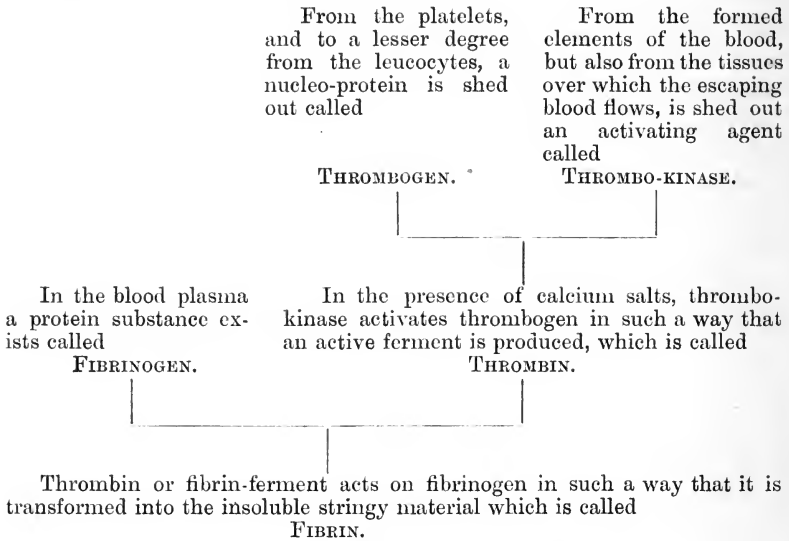 From the platelets,
and to a lesser degree
from the leucocytes, a
nucleo-protein is shed
out called
THROMBOGEN.
From the formed
elements of the blood,
but also from the tissues
over which the escaping
blood flows, is shed out
an activating agent
called
THROMBO-KINASE.
In the blood plasma
a protein substance ex-
ists called
FIBRINOGEN.
In the presence of calcium salts, thrombo-
kinase activates thrombogen in such a way that
an active ferment is produced, which is called
THROMBIN.
Thrombin or fibrin-ferment acts on fibrinogen in such a way that it is
transformed into the insoluble stringy material which is called
FIBRIN.